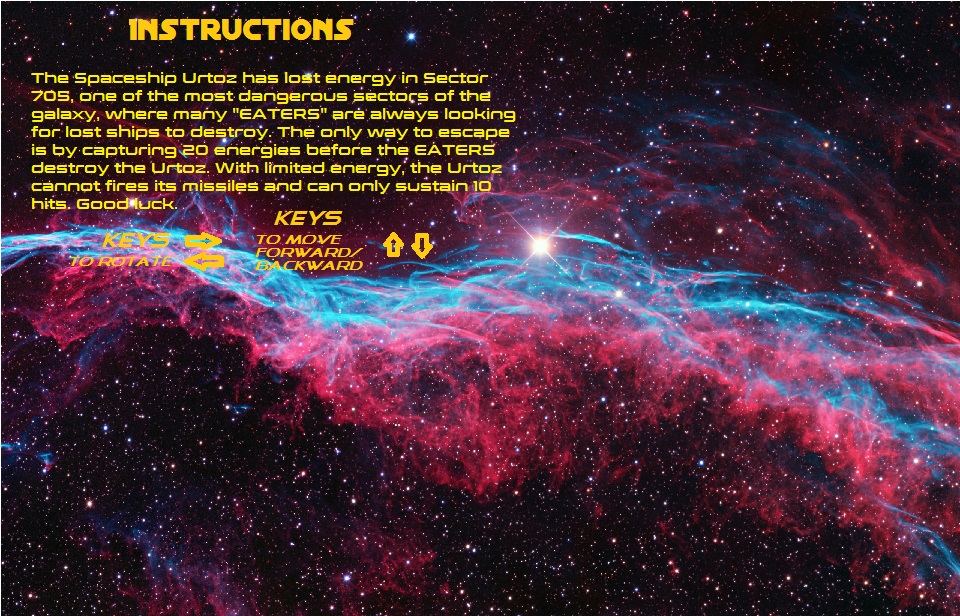 INSTRUCTIONS
The Spaceship Urtoz has lost energy in Sector
705, one of the most dangerous sectors of the
galaxy, where many "EATERS" are always looking
for lost ships to destroy. The only way to escape
is by capturing 20 energies before the EATERS
destroy the Urtoz. With limited energy, the Urtoz
cannot fires its missiles and can only sustain 10
hits. Good luck.
KEYS
TO ROTATE
KEYS
TO MOVE
FORWARD/
BACKWARD